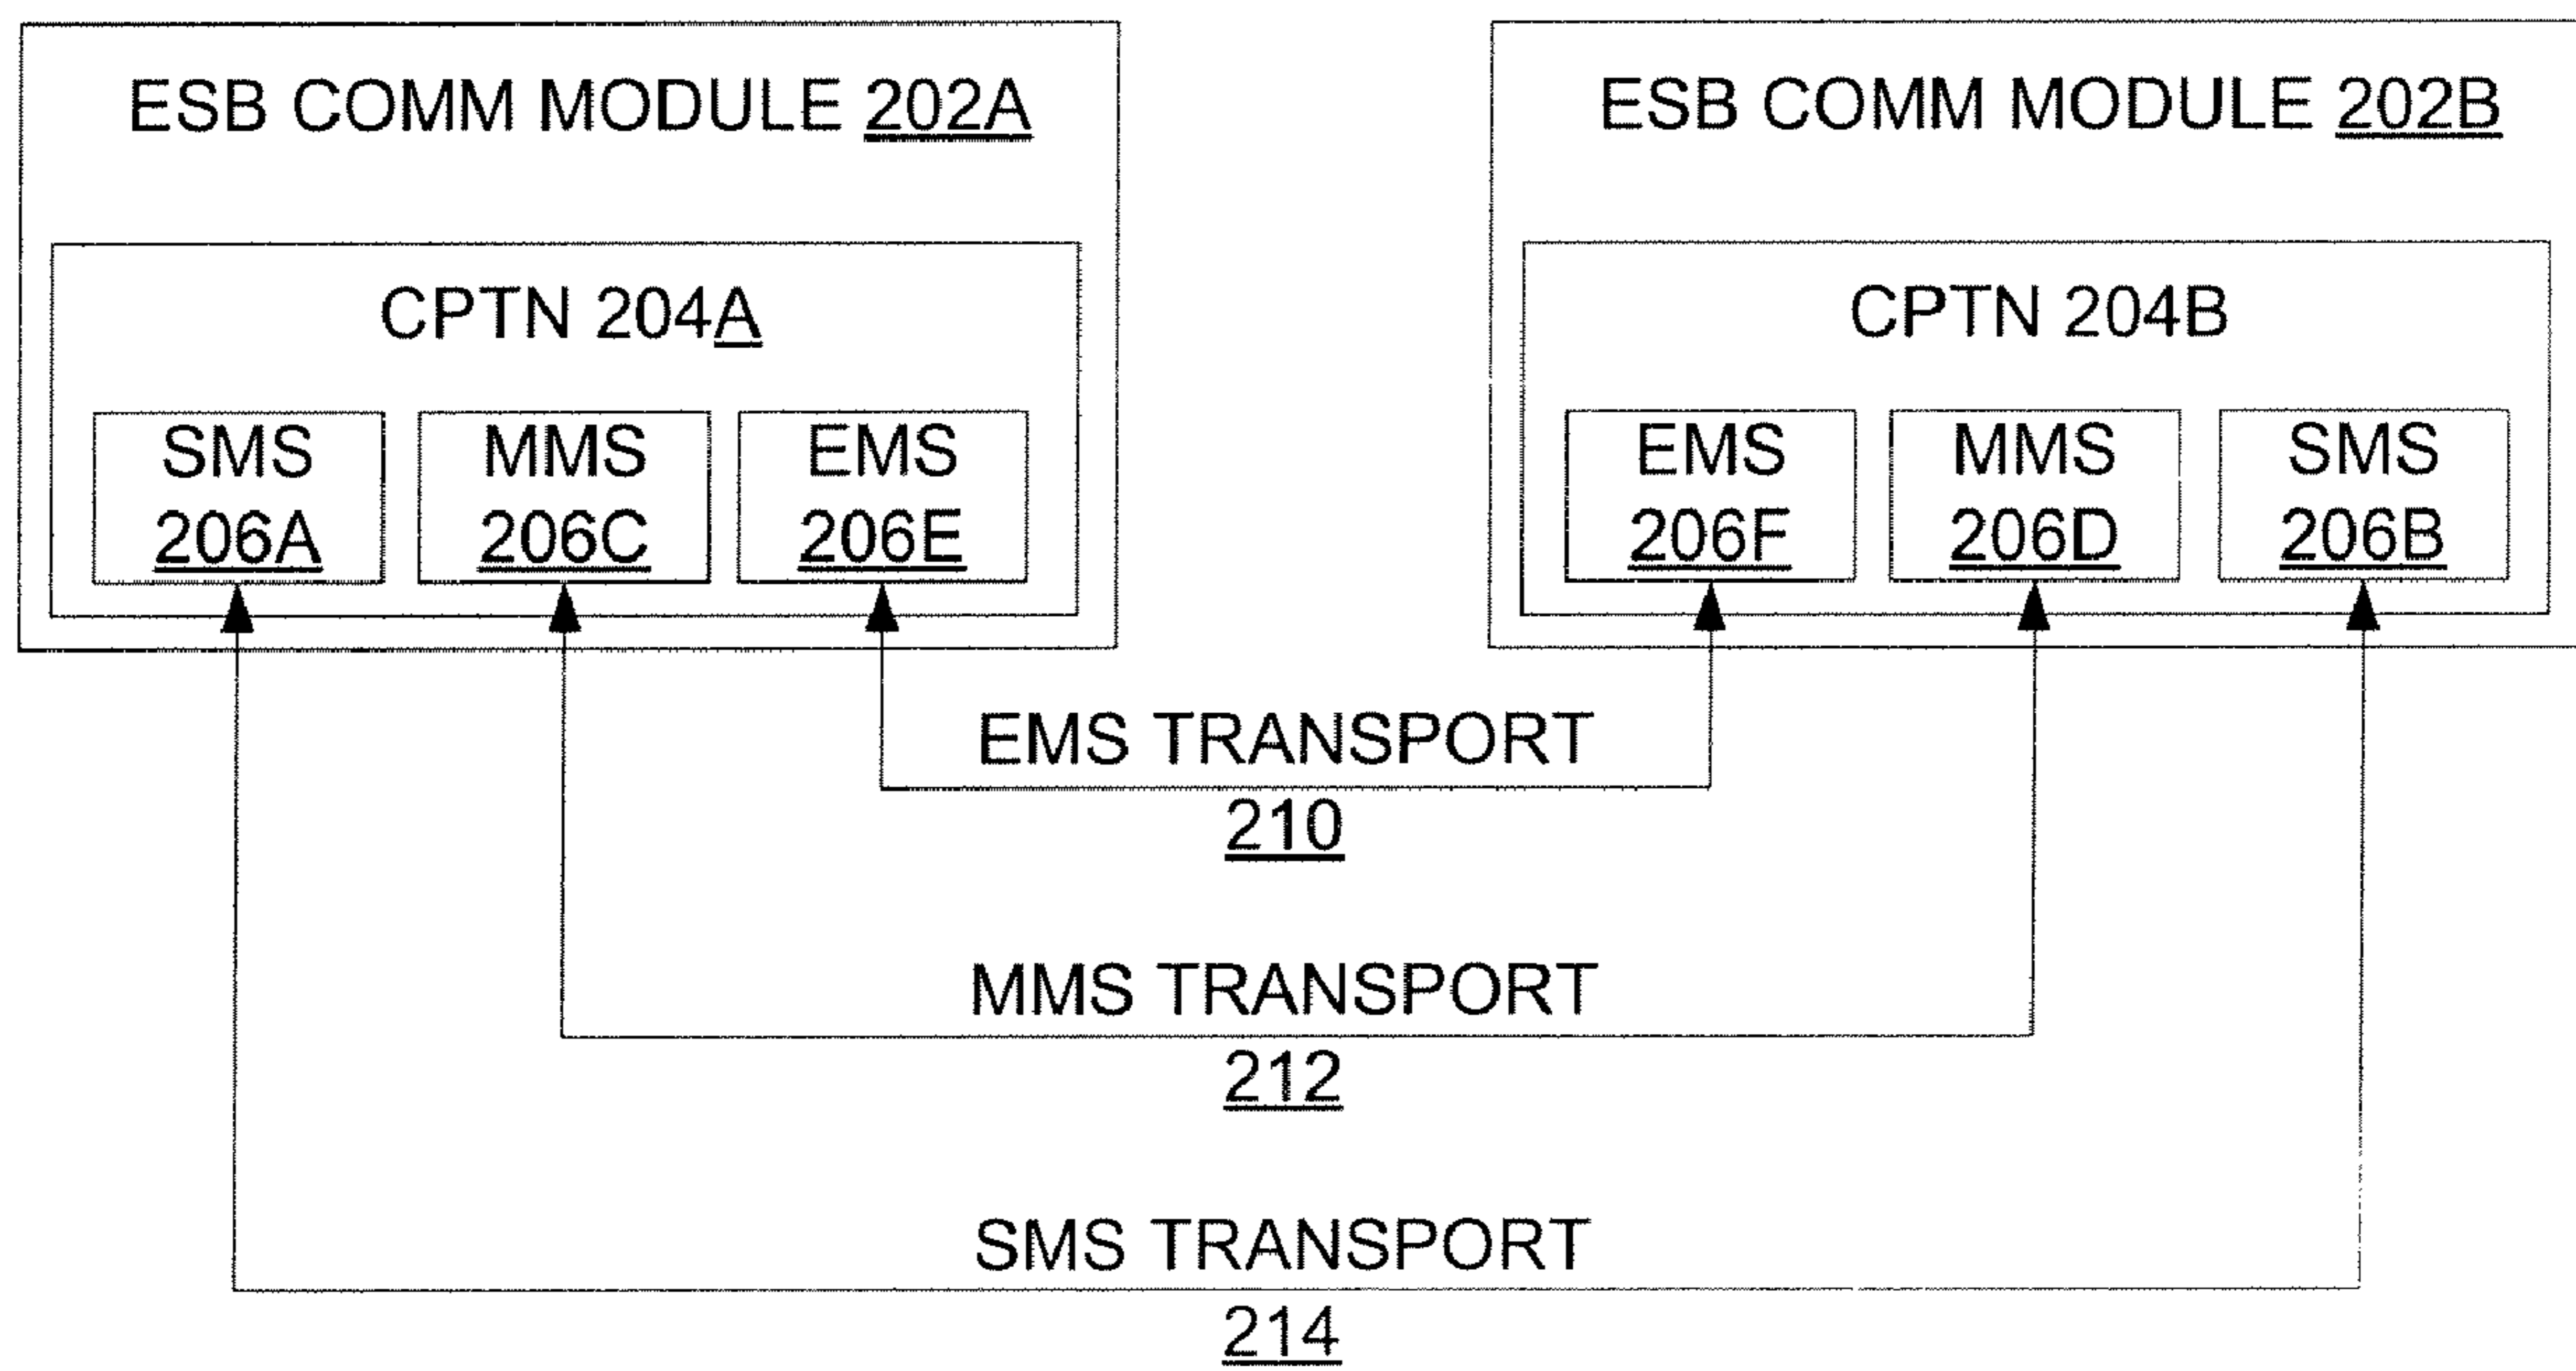 ESB COMM MODULE 202A
CPTN 204A
SMS
206A
MMS
206C
EMS
206E
ESB COMM MODULE 202B
CPTN 204B
EMS
206F
MMS
206D
SMS
206B
EMS TRANSPORT
210
MMS TRANSPORT
212
SMS TRANSPORT
214